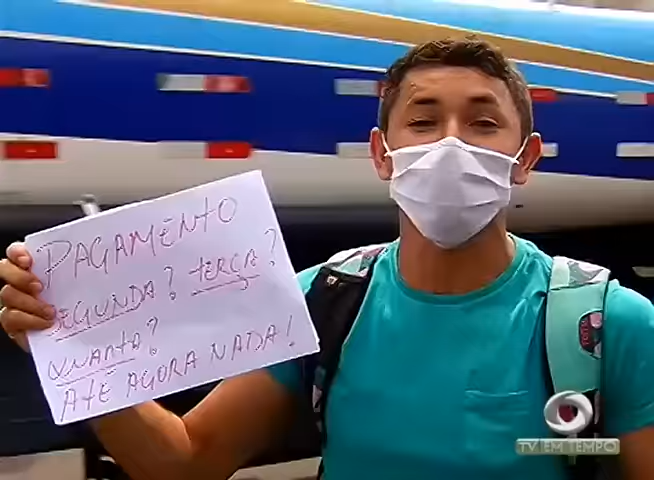 PAGAMENTO
SEGUNDA? TERÇA?
QUANTO?
ATÉ AGORA NADA!
TV EM TEMPO